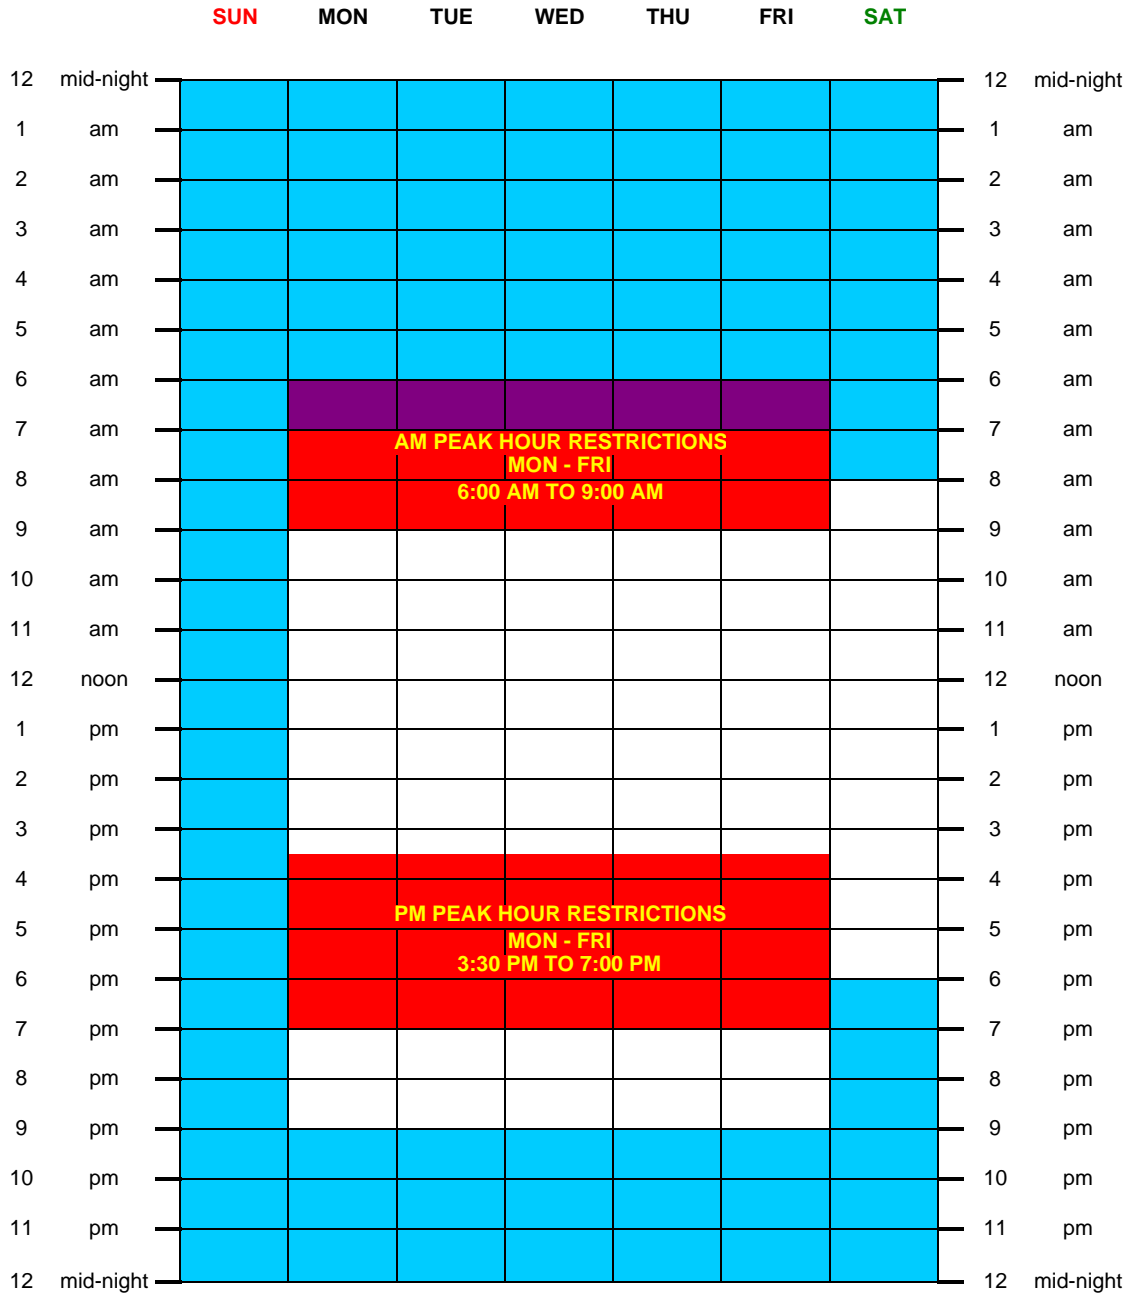 SUN MON TUE WED THU FRI SAT
12 mid-night 12 mid-night
1 am 1 am
2 am 2 am
3 am 3 am
4 am 4 am
5 am 5 am
6 am 6 am
7 am 7 am
AM PEAK HOUR RESTRICTIONS
MON - FRI
8 am 8 am
6:00 AM TO 9:00 AM
9 am 9 am
10 am 10 am
11 am 11 am
12 noon 12 noon
1 pm 1 pm
2 pm 2 pm
3 pm 3 pm
4 pm 4 pm
PM PEAK HOUR RESTRICTIONS
5 pm 5 pm
MON - FRI
3:30 PM TO 7:00 PM
6 pm 6 pm
7 pm 7 pm
8 pm 8 pm
9 pm 9 pm
10 pm 10 pm
11 pm 11 pm
12 mid-night 12 mid-night